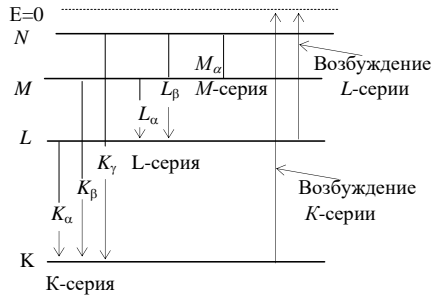 E=0
N
Возбуждение
L-серии
M
Mα
M-серия
Lβ
Lα
L
L-серия
Kγ
Kβ
Kα
Возбуждение
К-серии
K
К-серия